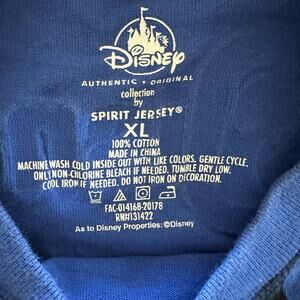 Disney
AUTHENTIC • ORIGINAL
collection
by
SPIRIT JERSEY®
XL
100% COTTON
MADE IN CHINA
MACHINE WASH COLD INSIDE OUT WITH LIKE COLORS. GENTLE CYCLE.
ONLY NON-CHLORINE BLEACH IF NEEDED. TUMBLE DRY LOW.
COOL IRON IF NEEDED. DO NOT IRON ON DECORATION.
FAC-014168-20178
RN#131422
As to Disney Properties: ©Disney